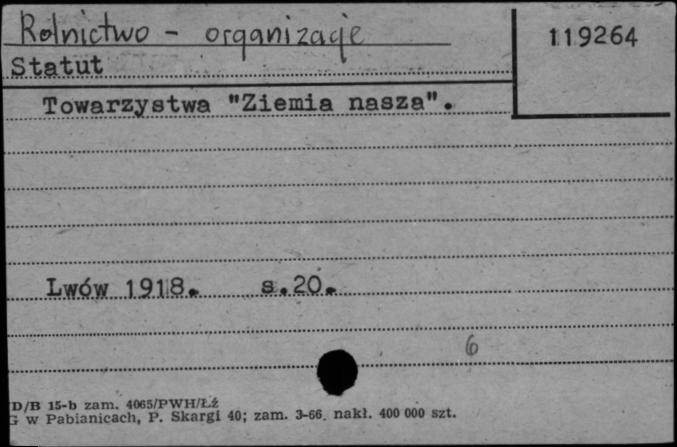 Rolnictwo - organizacje
119264
Statut
Towarzystwa "Ziemia nasza".
Lwów 1918. s.20.
6
D/B 15-b zam. 4065/PWH/Łź
G w Pabianicach, P. Skargi 40; zam. 3-66. nakł. 400 000 szt.